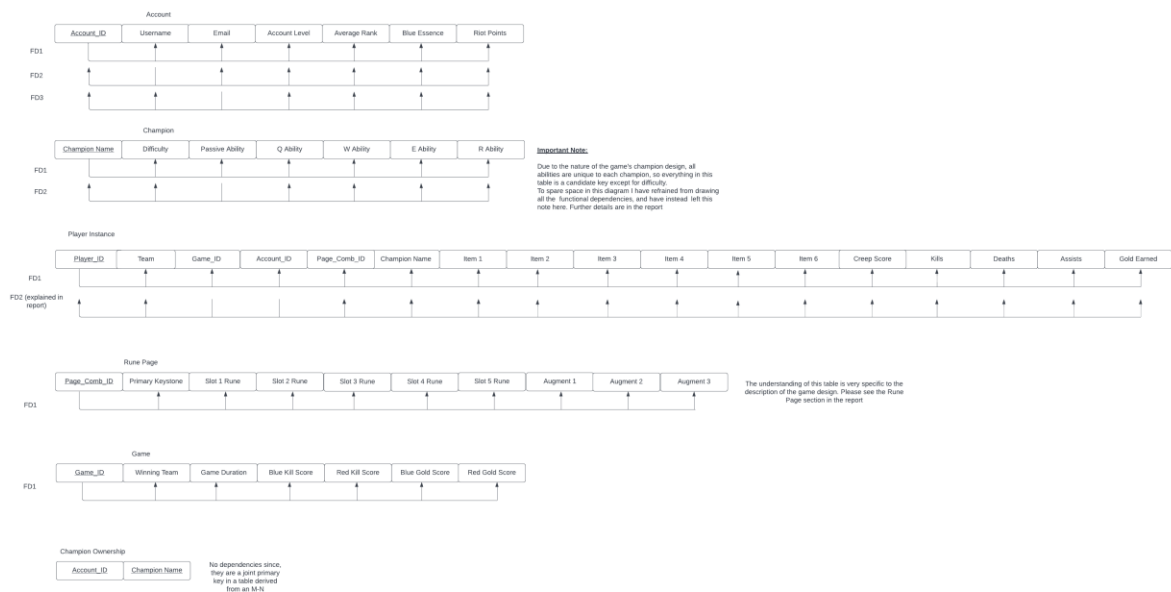 Account
Account_ID Username Email Account Level Average Rank Blue Essence Riot Points
FD1
FD2
FD3
Champion
Champion Name Difficulty Passive Ability Q Ability W Ability E Ability R Ability
FD1
FD2
Important Note:
Due to the nature of the game's champion design, all
abilities are unique to each champion, so everything in this
table is a candidate key except for difficulty.
To spare space in this diagram I have refrained from drawing
all the functional dependencies, and have instead left this
note here. Further details are in the report
Player Instance
Player_ID Team Game_ID Account_ID Page_Comb_ID Champion Name Item 1 Item 2 Item 3 Item 4 Item 5 Item 6 Creep Score Kills Deaths Assists Gold Earned
FD1
FD2 (explained in
report)
Rune Page
Page_Comb_ID Primary Keystone Slot 1 Rune Slot 2 Rune Slot 3 Rune Slot 4 Rune Slot 5 Rune Augment 1 Augment 2 Augment 3
FD1
The understanding of this table is very specific to the
description of the game design. Please see the Rune
Page section in the report
Game
Game_ID Winning Team Game Duration Blue Kill Score Red Kill Score Blue Gold Score Red Gold Score
FD1
Champion Ownership
Account_ID Champion Name
No dependencies since,
they are a joint primary
key in a table derived
from an M-N